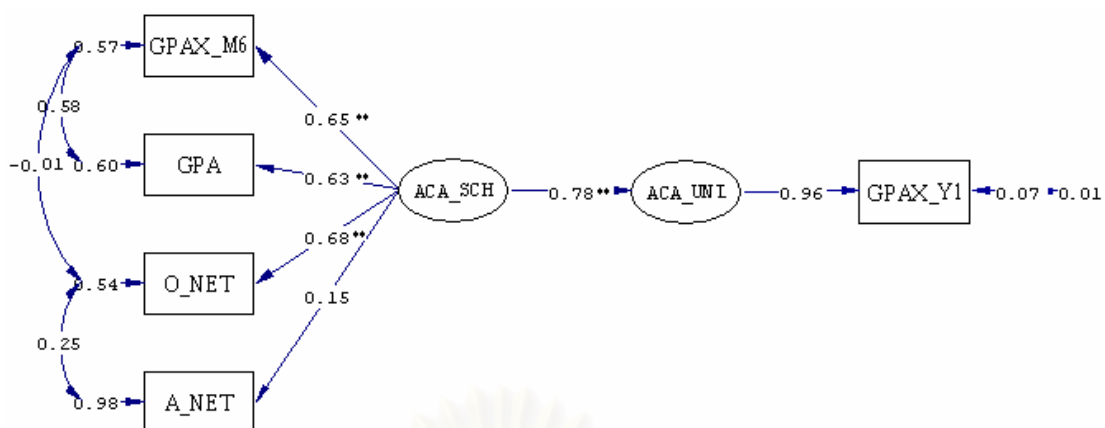 0.57 GPAX_M6
0.58
0.65**
-0.01 0.60 GPA
0.63**
ACA_SCH 0.78** ACA_UNI 0.96 GPAX_Y1 0.07 0.01
0.68**
0.54 O_NET
0.15
0.25
0.98 A_NET